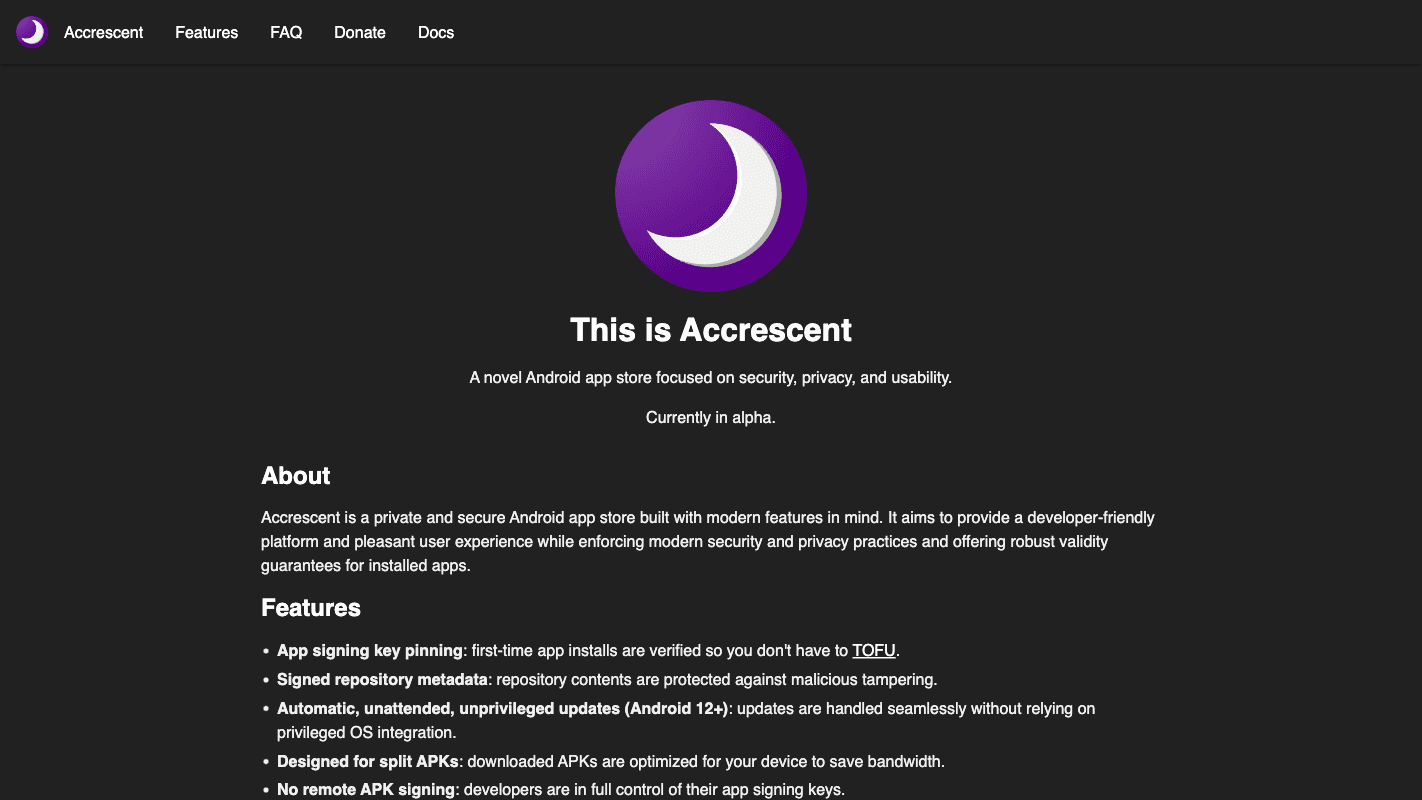 Accrescent Features FAQ Donate Docs
This is Accrescent
A novel Android app store focused on security, privacy, and usability.
Currently in alpha.
About
Accrescent is a private and secure Android app store built with modern features in mind. It aims to provide a developer-friendly
platform and pleasant user experience while enforcing modern security and privacy practices and offering robust validity
guarantees for installed apps.
Features
• App signing key pinning: first-time app installs are verified so you don't have to TOFU.
• Signed repository metadata: repository contents are protected against malicious tampering.
• Automatic, unattended, unprivileged updates (Android 12+): updates are handled seamlessly without relying on
privileged OS integration.
• Designed for split APKs: downloaded APKs are optimized for your device to save bandwidth.
• No remote APK signing: developers are in full control of their app signing keys.